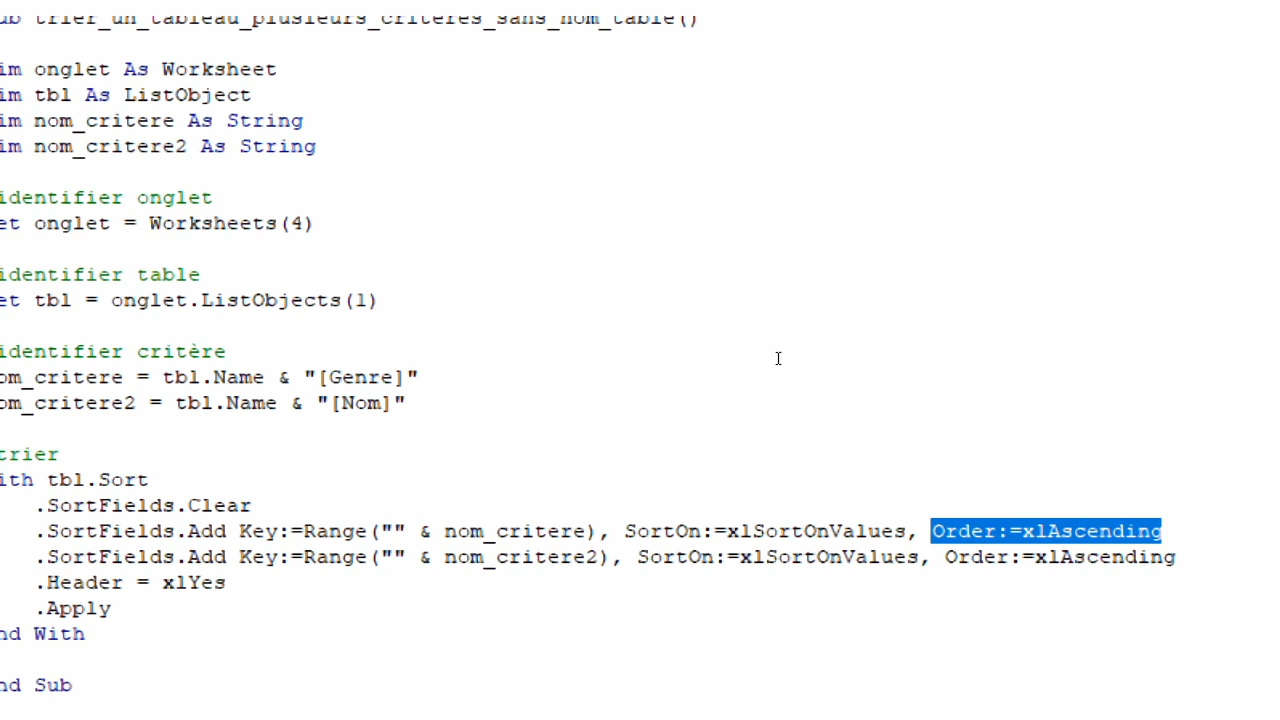 ub trier_un_tableau_plusieurs_criteres_sans_nom_table()
im onglet As Worksheet
im tbl As ListObject
im nom_critere As String
im nom_critere2 As String
identifier onglet
et onglet = Worksheets(4)
identifier table
et tbl = onglet.ListObjects(1)
identifier critère
om_critere = tbl.Name & "[Genre]"
om_critere2 = tbl.Name & "[Nom]"
trier
ith tbl.Sort
.SortFields.Clear
.SortFields.Add Key:=Range("" & nom_critere), SortOn:=xlSortOnValues, Order:=xlAscending
.SortFields.Add Key:=Range("" & nom_critere2), SortOn:=xlSortOnValues, Order:=xlAscending
.Header = xlYes
.Apply
nd With
nd Sub